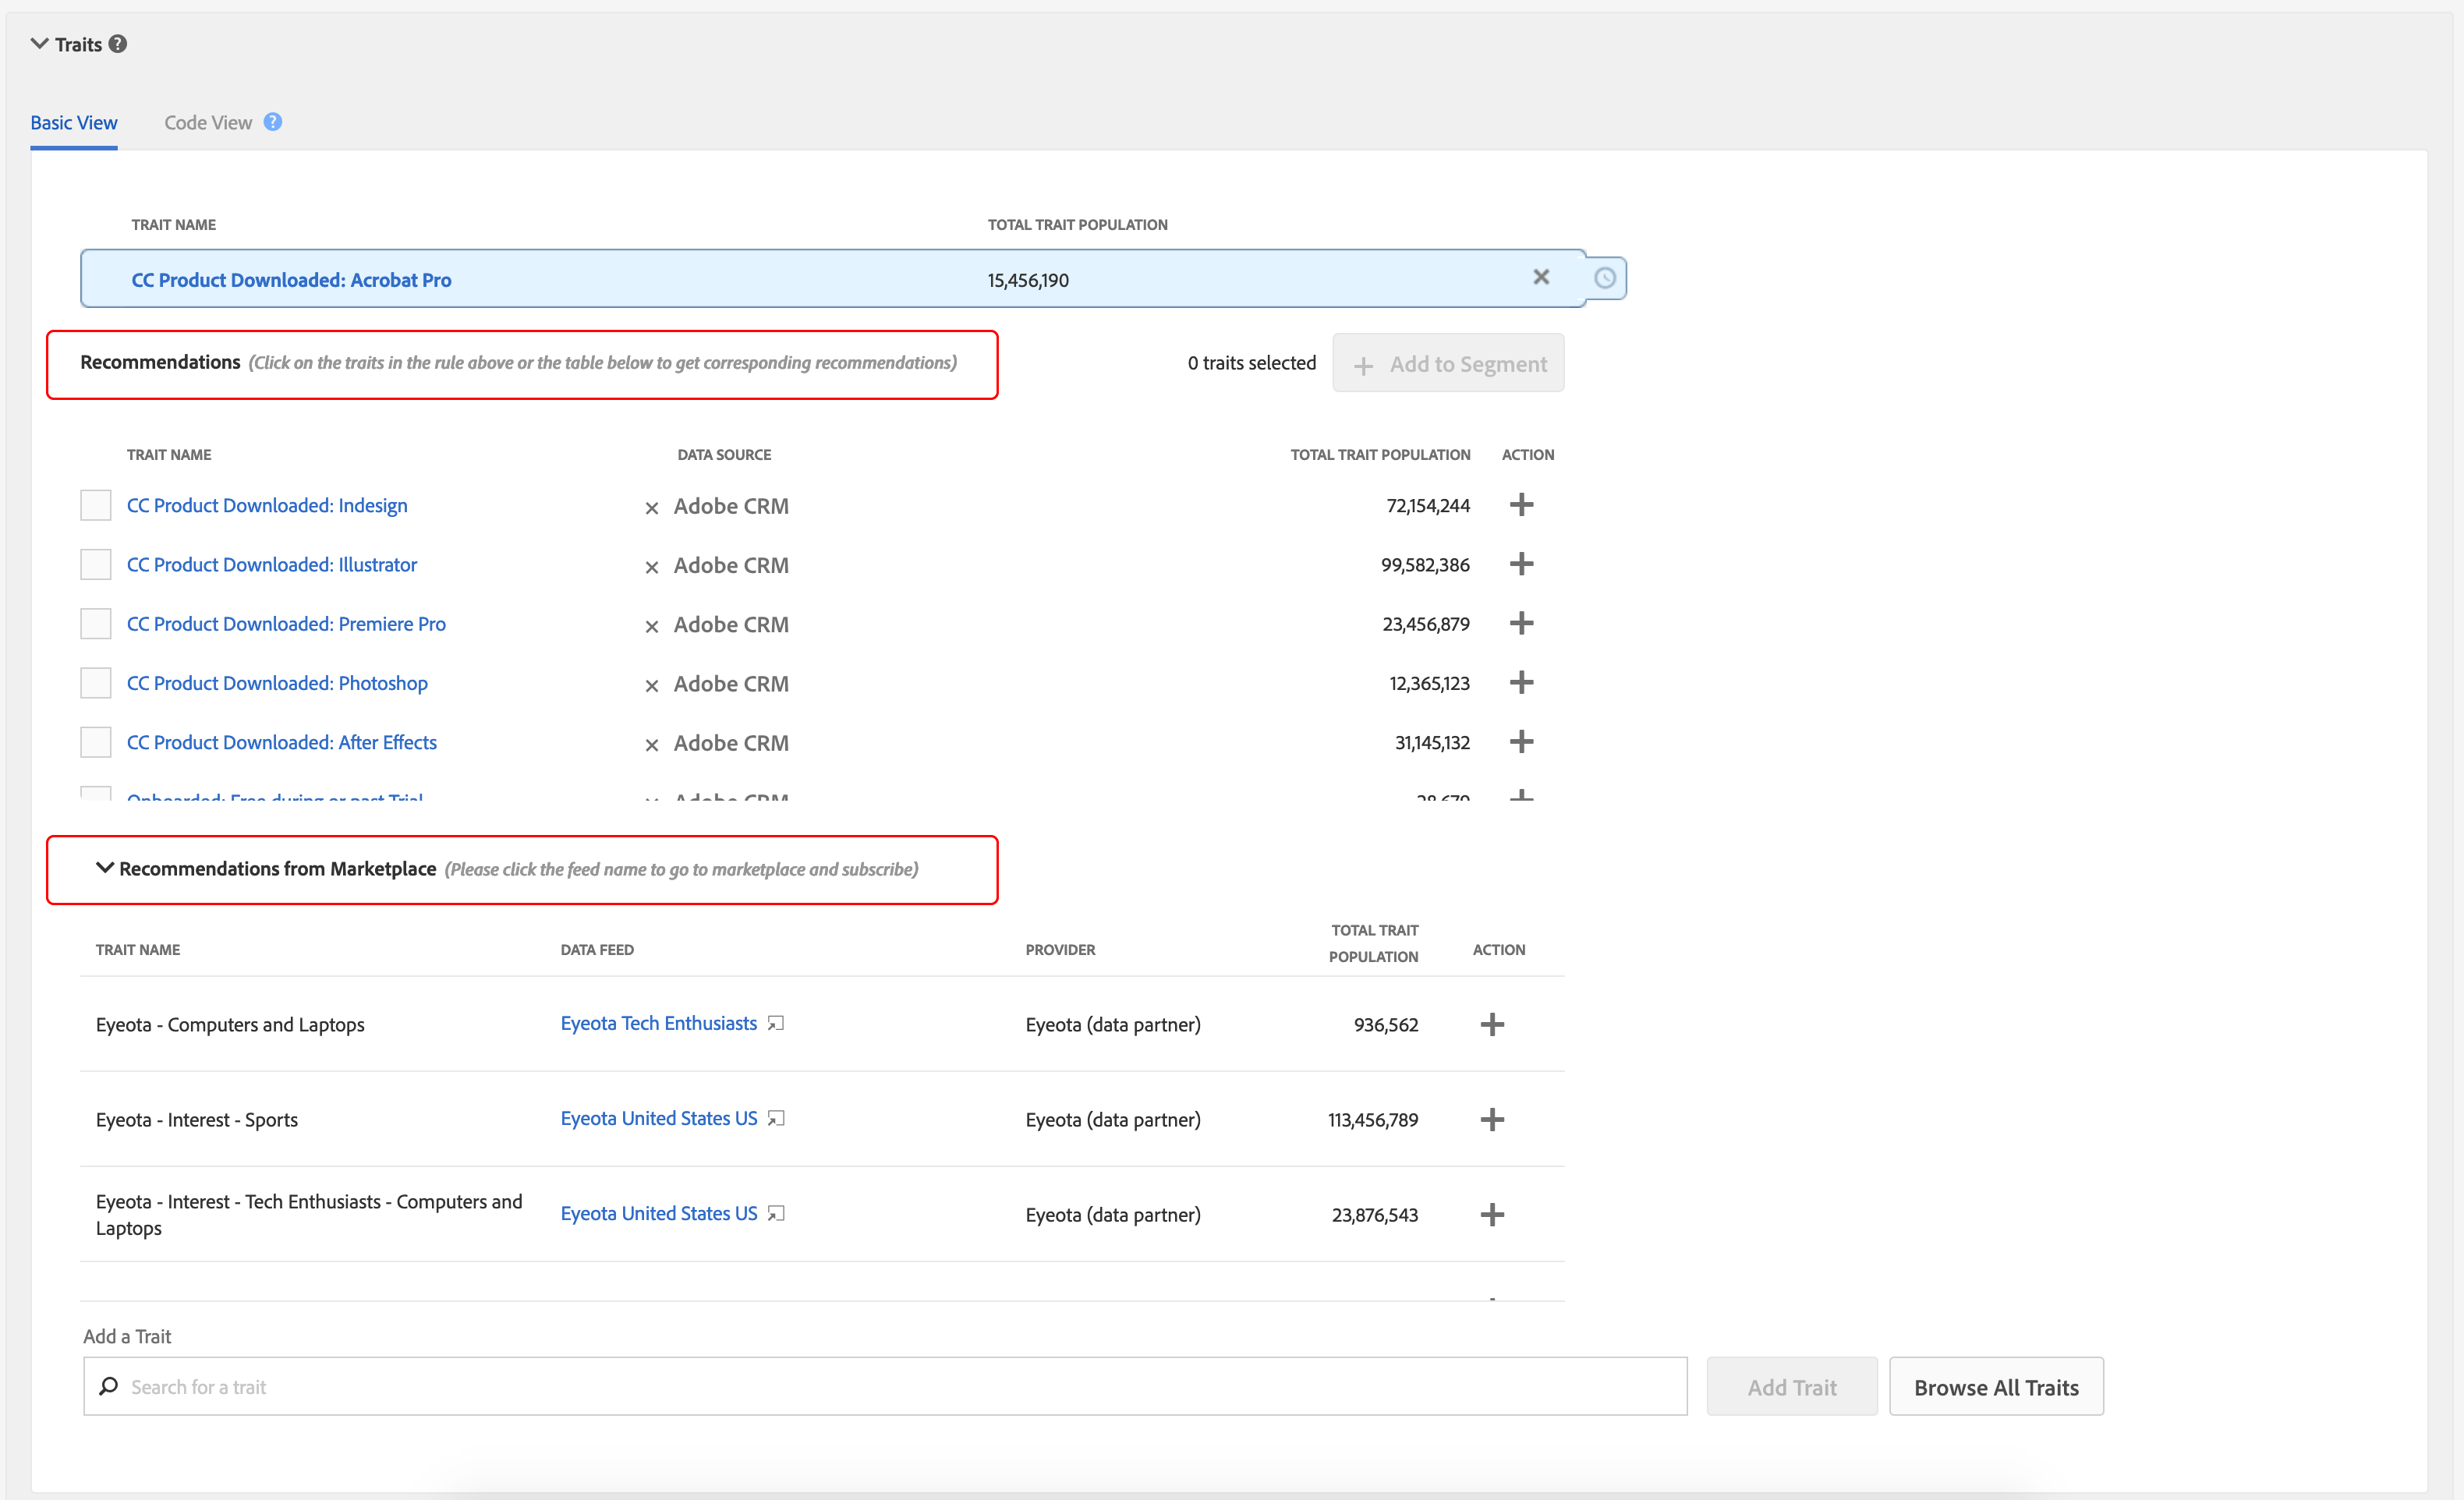 Traits ?
Basic View Code View ?
TRAIT NAME TOTAL TRAIT POPULATION
CC Product Downloaded: Acrobat Pro 15,456,190
Recommendations (Click on the traits in the rule above or the table below to get corresponding recommendations) 0 traits selected + Add to Segment
TRAIT NAME DATA SOURCE TOTAL TRAIT POPULATION ACTION
CC Product Downloaded: Indesign × Adobe CRM 72,154,244 +
CC Product Downloaded: Illustrator × Adobe CRM 99,582,386 +
CC Product Downloaded: Premiere Pro × Adobe CRM 23,456,879 +
CC Product Downloaded: Photoshop × Adobe CRM 12,365,123 +
CC Product Downloaded: After Effects × Adobe CRM 31,145,132 +
Onboarded: Free during or past Trial Adobe CRM
Recommendations from Marketplace (Please click the feed name to go to marketplace and subscribe)
TOTAL TRAIT
TRAIT NAME DATA FEED PROVIDER POPULATION ACTION
Eyeota - Computers and Laptops Eyeota Tech Enthusiasts Eyeota (data partner) 936,562 +
Eyeota - Interest - Sports Eyeota United States US Eyeota (data partner) 113,456,789 +
Eyeota - Interest - Tech Enthusiasts - Computers and
Laptops Eyeota United States US Eyeota (data partner) 23,876,543 +
Add a Trait
Search for a trait Add Trait Browse All Traits